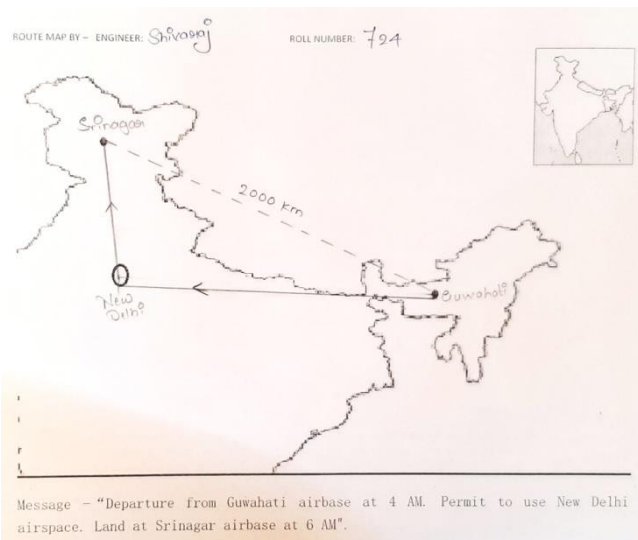 ROUTE MAP BY – ENGINEER: Shivaraj
ROLL NUMBER: 724
Srinagar
2000 km
Guwahati
New
Delhi
Message – “Departure from Guwahati airbase at 4 AM. Permit to use New Delhi
airspace. Land at Srinagar airbase at 6 AM".